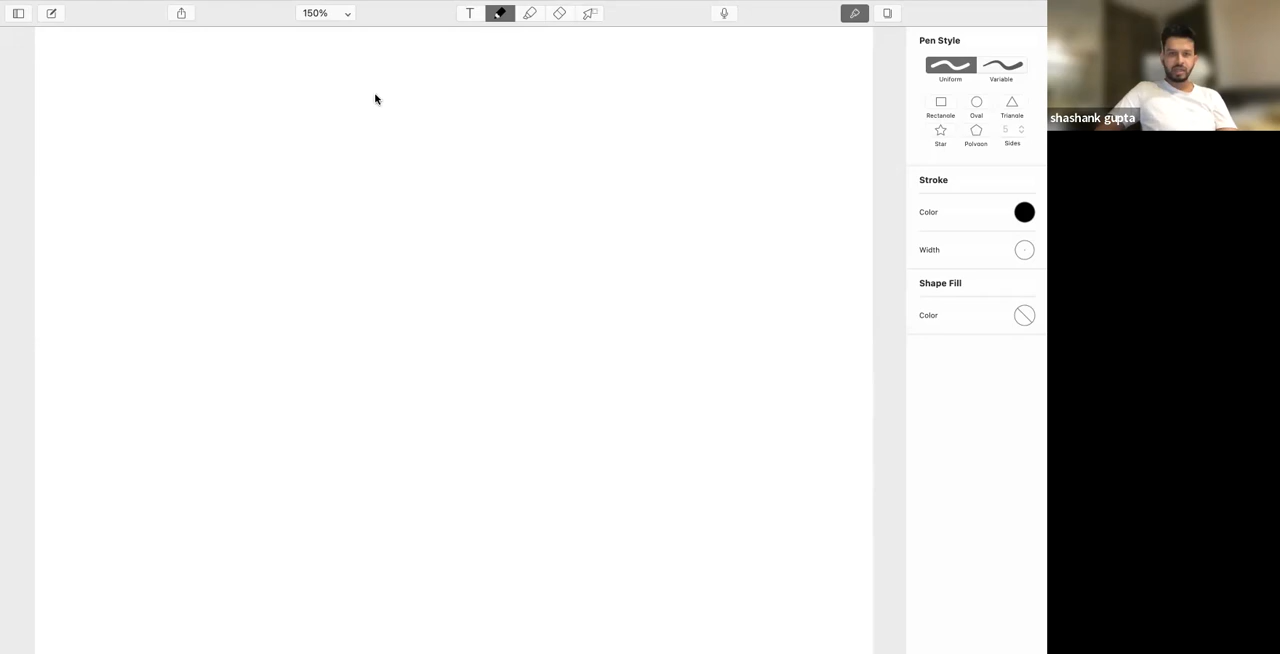 150%
T
Pen Style
Uniform
Variable
Rectangle
Oval
Triangle
Star
Polygon
5
Sides
Stroke
Color
Width
Shape Fill
Color
shashank gupta